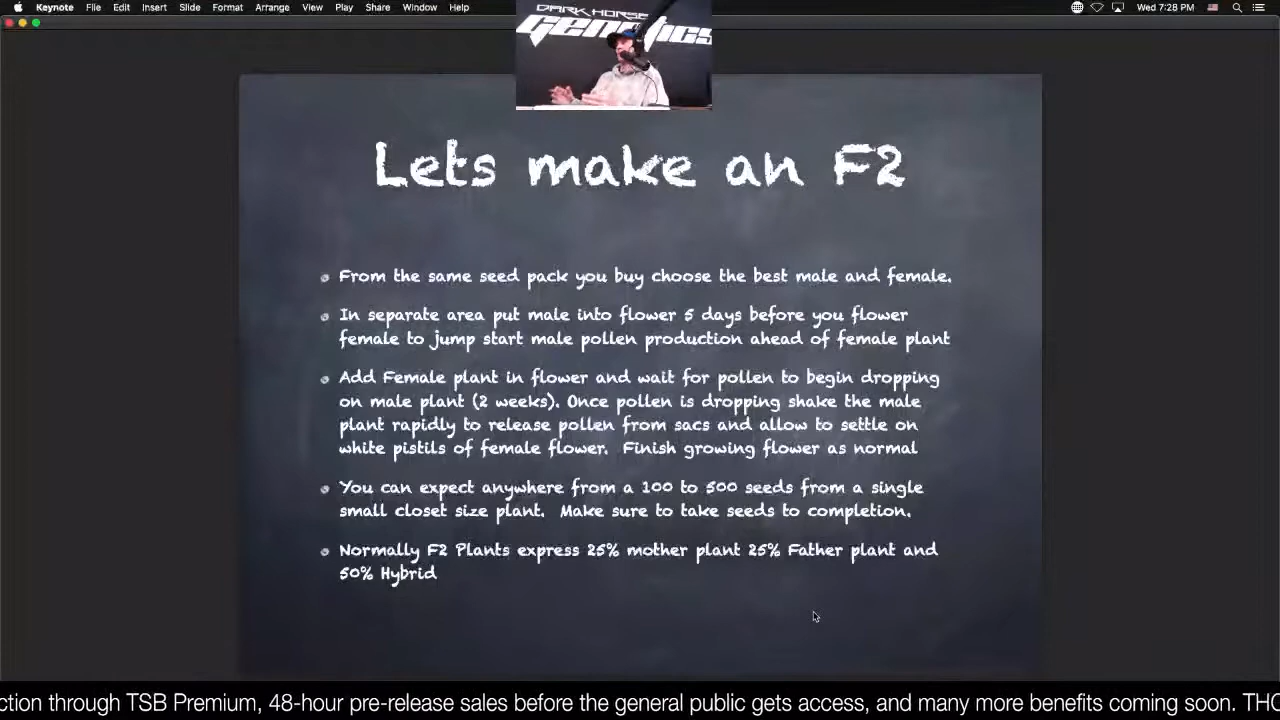 Keynote File Edit Insert Slide Format Arrange View Play Share Window Help Wed 7:28 PM
DARK HORSE
genetics
Lets make an F2
From the same seed pack you buy choose the best male and female.
In separate area put male into flower 5 days before you flower
female to jump start male pollen production ahead of female plant
Add Female plant in flower and wait for pollen to begin dropping
on male plant (2 weeks). Once pollen is dropping shake the male
plant rapidly to release pollen from sacs and allow to settle on
white pistils of female flower. Finish growing flower as normal
You can expect anywhere from a 100 to 500 seeds from a single
small closet size plant. Make sure to take seeds to completion.
Normally F2 Plants express 25% mother plant 25% Father plant and
50% Hybrid
ction through TSB Premium, 48-hour pre-release sales before the general public gets access, and many more benefits coming soon. THC